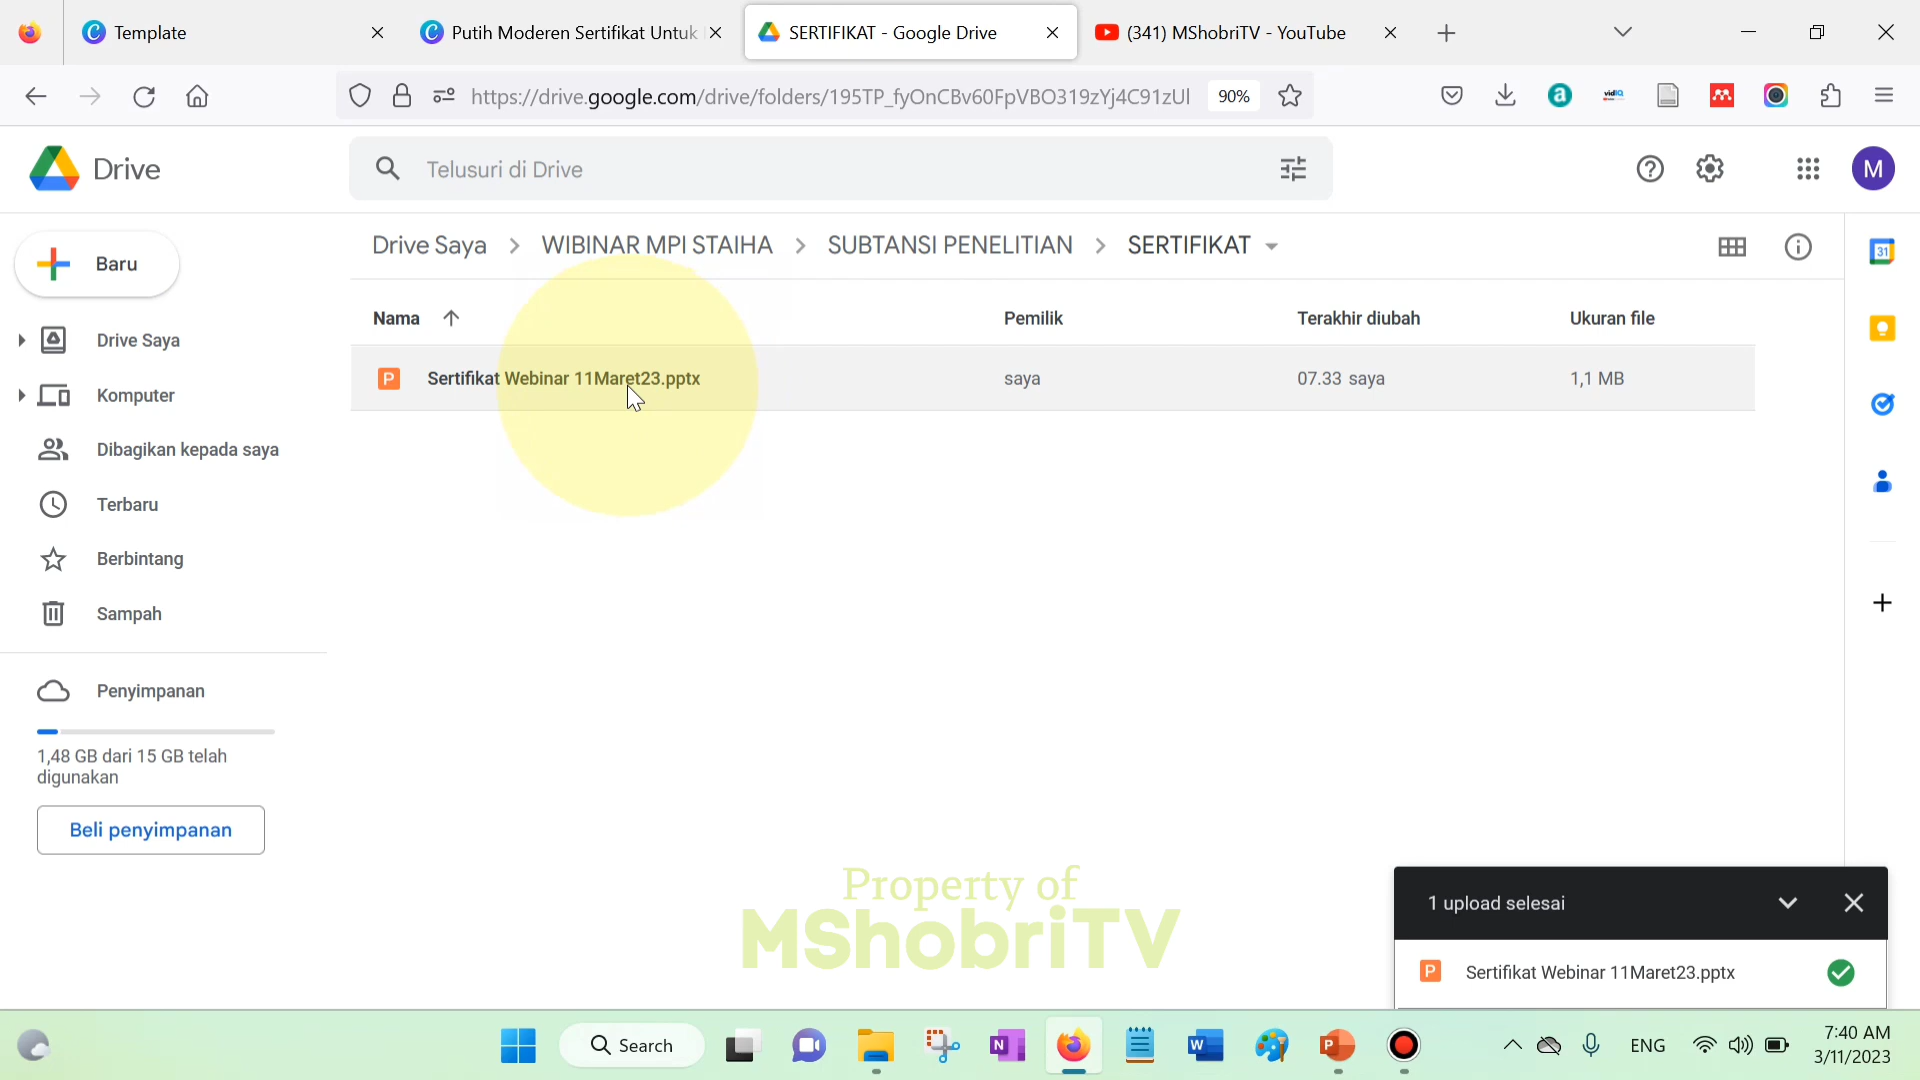 Template
Putih Moderen Sertifikat Untuk
SERTIFIKAT - Google Drive
(341) MShobriTV - YouTube
https://drive.google.com/drive/folders/195TP_fyOnCBv60FpVBO319zYj4C91zUl
90%
vidIQ
Drive
Telusuri di Drive
M
Baru
Drive Saya
WIBINAR MPI STAIHA
SUBTANSI PENELITIAN
SERTIFIKAT
31
Nama
Pemilik
Terakhir diubah
Ukuran file
P
Sertifikat Webinar 11Maret23.pptx
saya
07.33 saya
1,1 MB
Drive Saya
Komputer
Dibagikan kepada saya
Terbaru
Berbintang
Sampah
Penyimpanan
1,48 GB dari 15 GB telah
digunakan
Beli penyimpanan
Property of
MShobriTV
1 upload selesai
P
Sertifikat Webinar 11Maret23.pptx
Search
N
W
P
ENG
7:40 AM
3/11/2023